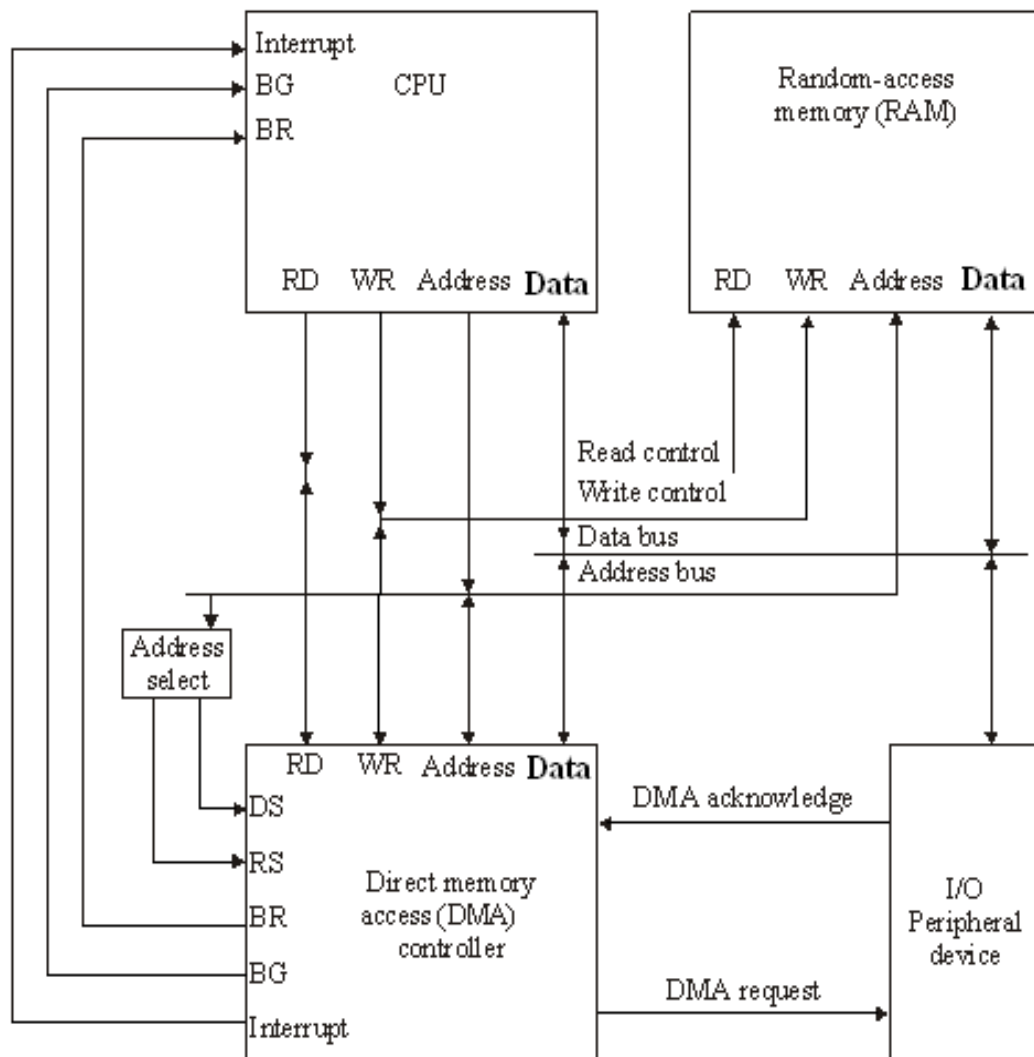 Interrupt
BG
CPU
BR
RD WR Address Data
Random-access
memory (RAM)
RD WR Address Data
Read control
Write control
Data bus
Address bus
Address
select
RD WR Address Data
DS
RS
BR
BG
Interrupt
Direct memory
access (DMA)
controller
DMA acknowledge
DMA request
I/O
Peripheral
device